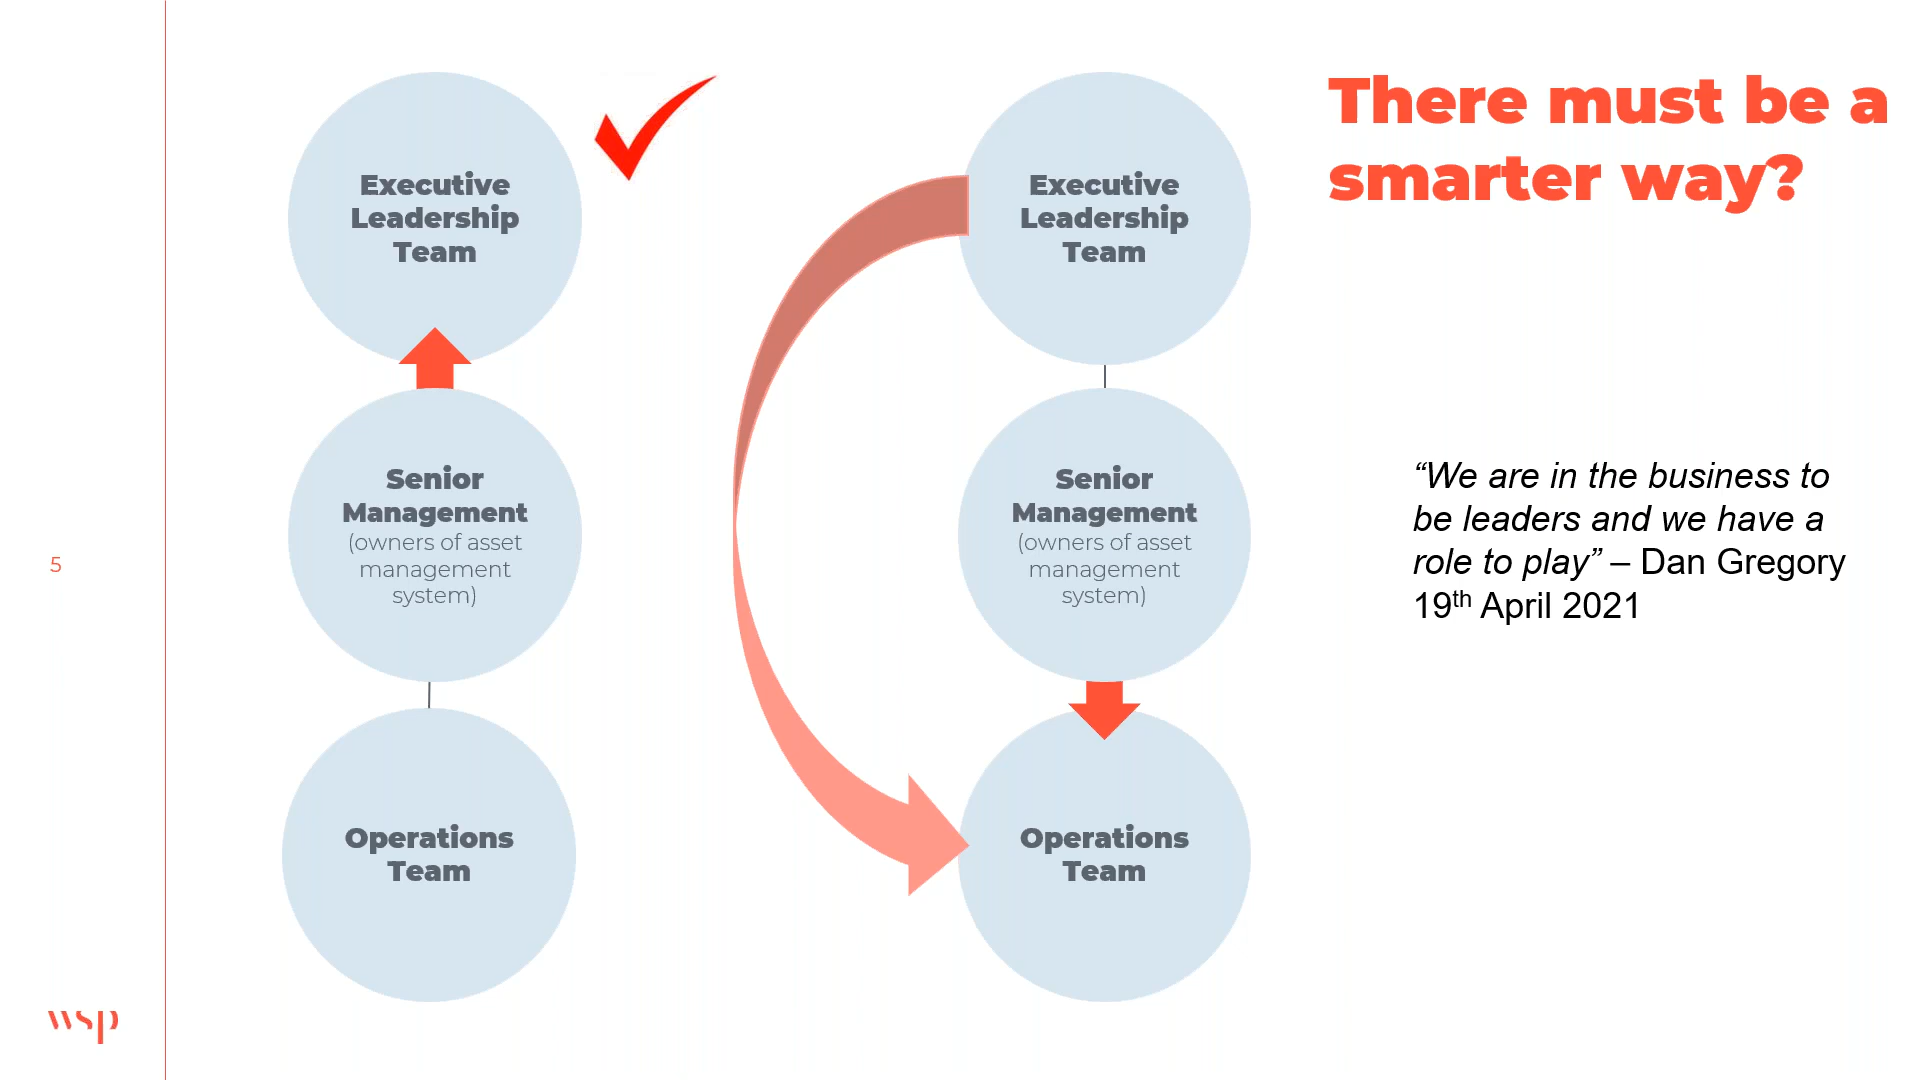 There must be a
smarter way?
Executive
Leadership
Team
Senior
Management
(owners of asset
management
system)
Operations
Team
Executive
Leadership
Team
Senior
Management
(owners of asset
management
system)
Operations
Team
“We are in the business to
be leaders and we have a
role to play” – Dan Gregory
19th April 2021
5
wsp